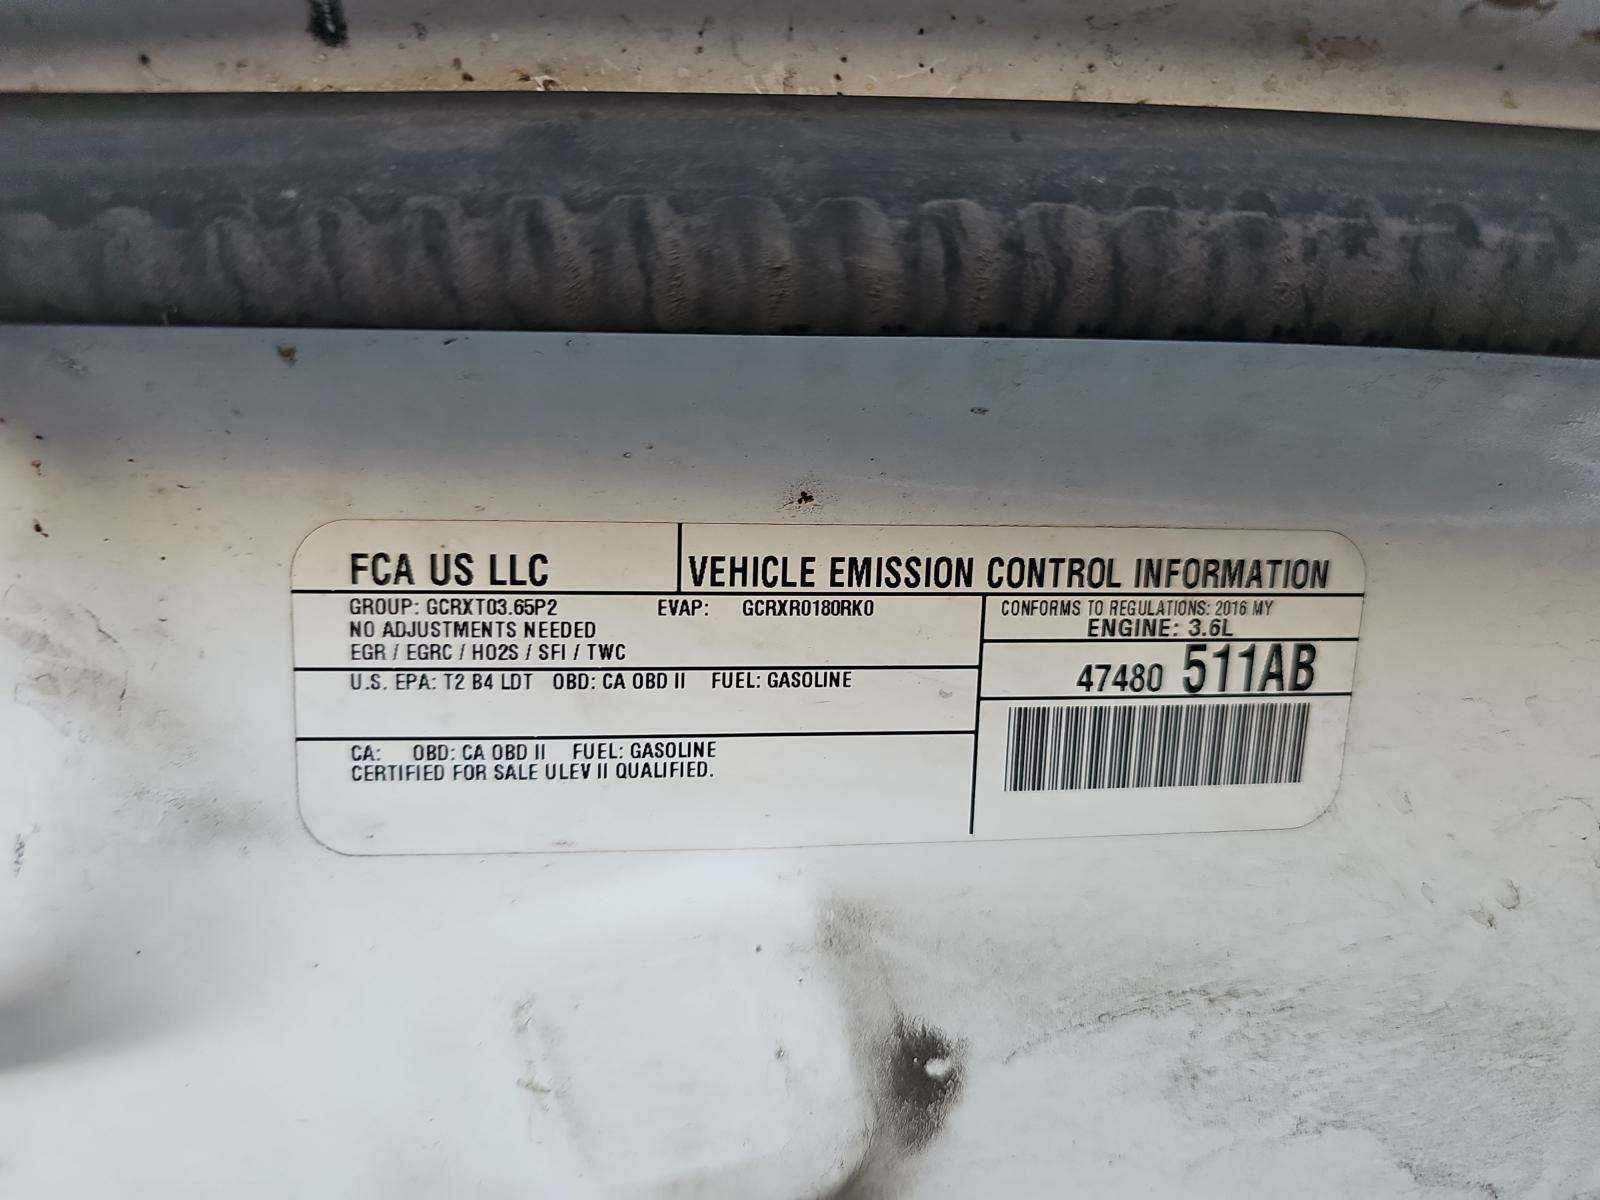 FCA US LLC
VEHICLE EMISSION CONTROL INFORMATION
GROUP: GCRXT03.65P2 EVAP: GCRXR0180RK0
NO ADJUSTMENTS NEEDED
EGR / EGRC / HO2S / SFI / TWC
CONFORMS TO REGULATIONS: 2016 MY
ENGINE: 3.6L
U.S. EPA: T2 B4 LDT OBD: CA OBD II FUEL: GASOLINE
47480 511AB
CA: OBD: CA OBD II FUEL: GASOLINE
CERTIFIED FOR SALE ULEV II QUALIFIED.